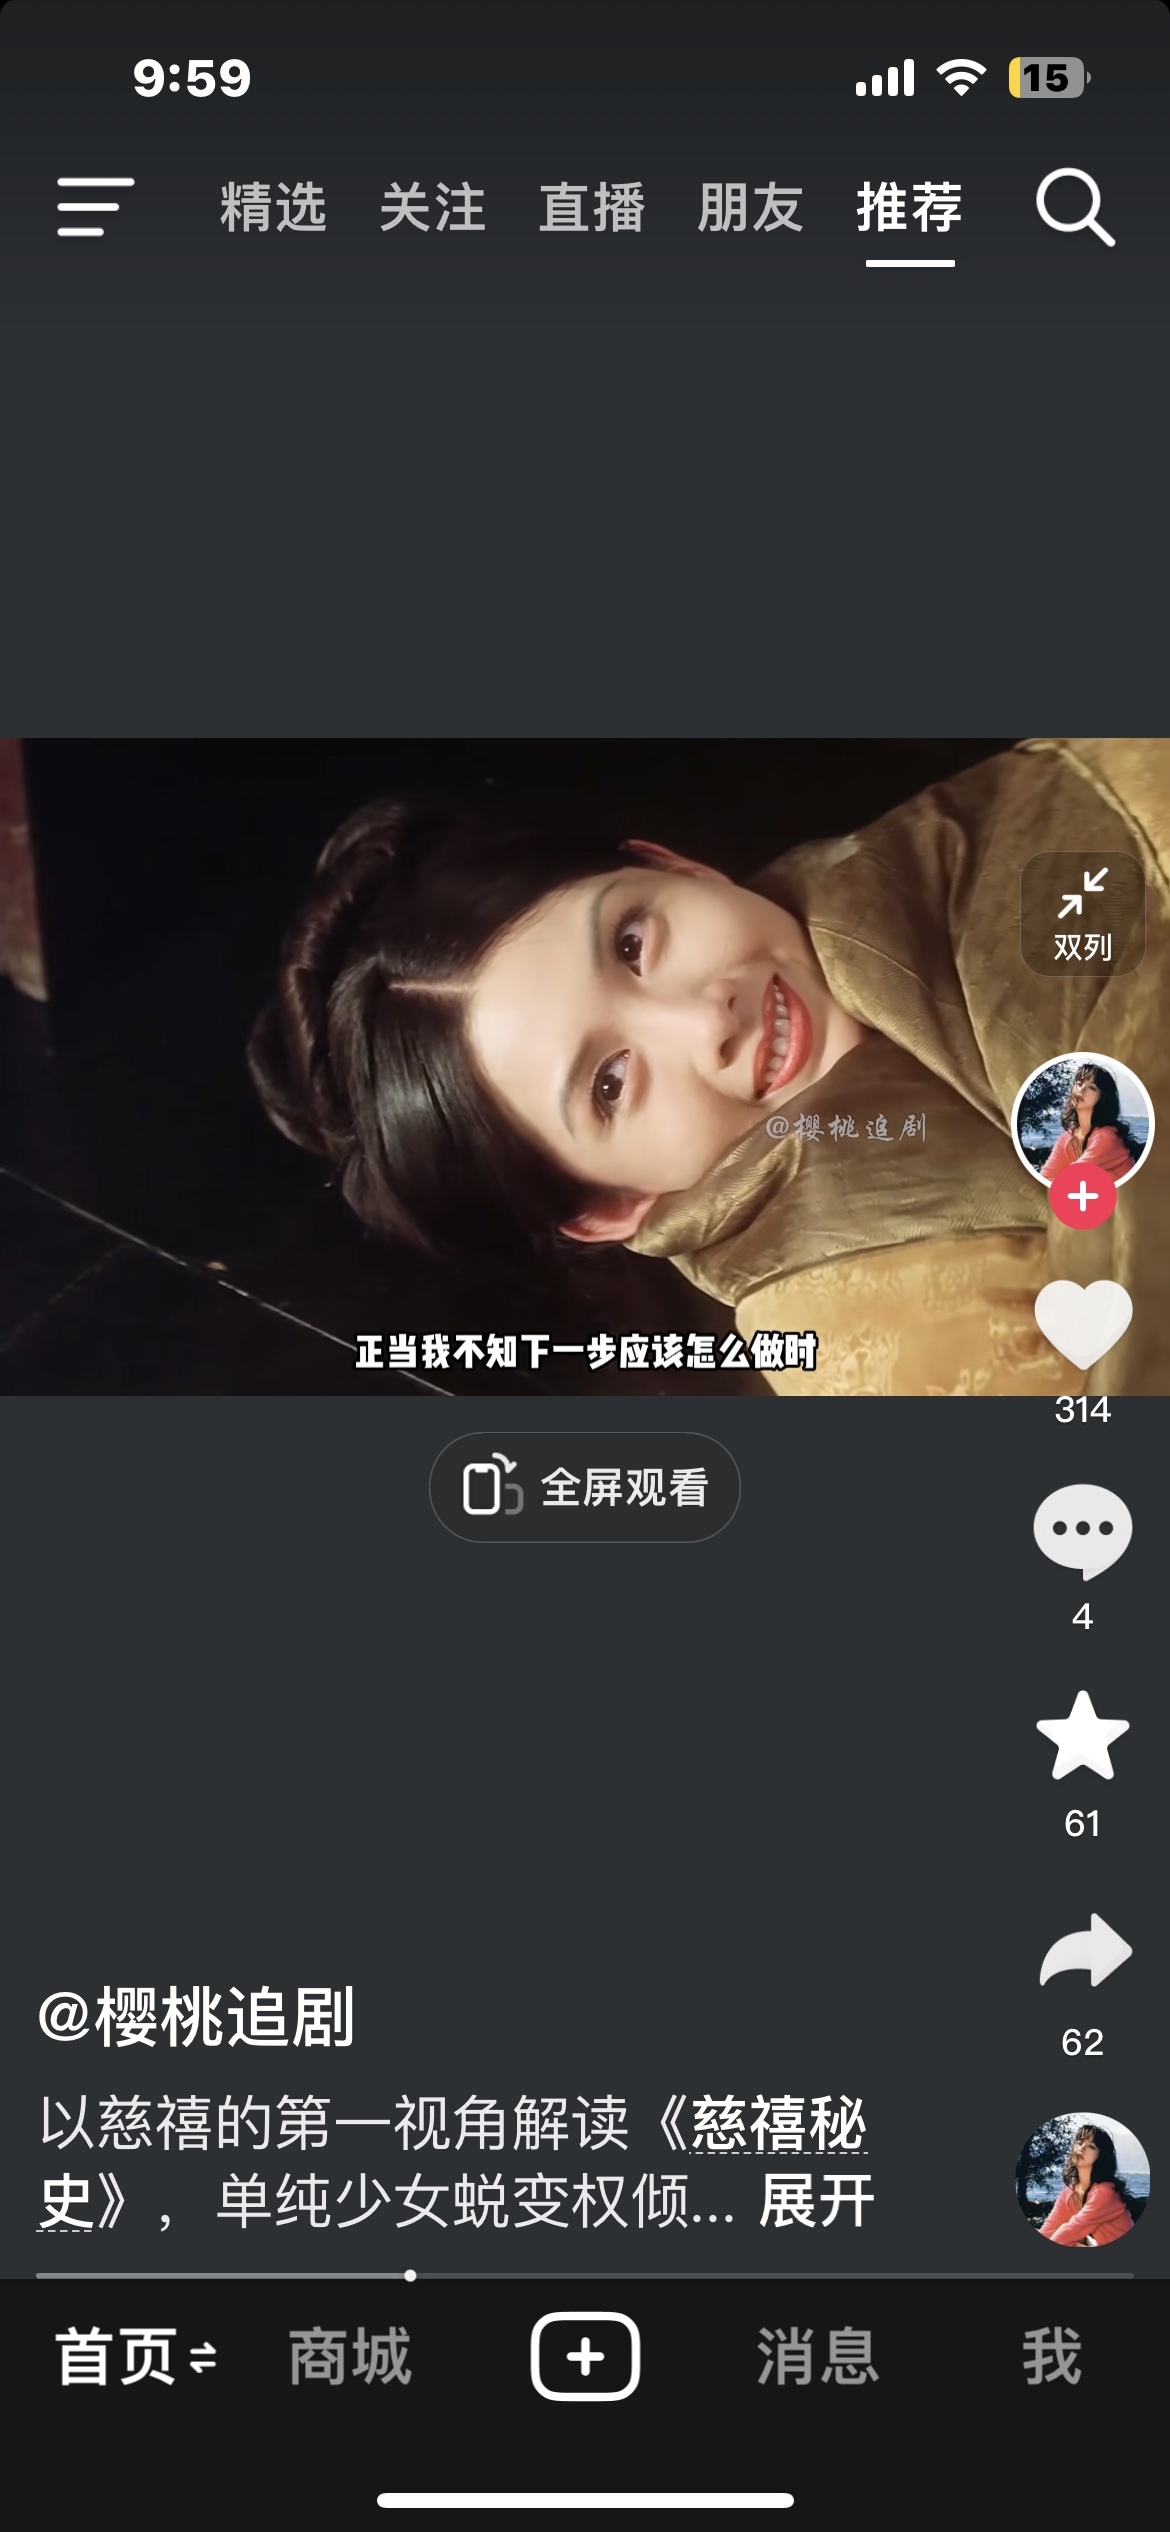 9:59
15
精选 关注 直播 朋友 推荐
双列
@樱桃追剧
正当我不知下一步应该怎么做时
314
全屏观看
4
61
62
@樱桃追剧
以慈禧的第一视角解读《慈禧秘
史》，单纯少女蜕变权倾... 展开
首页 商城 消息 我